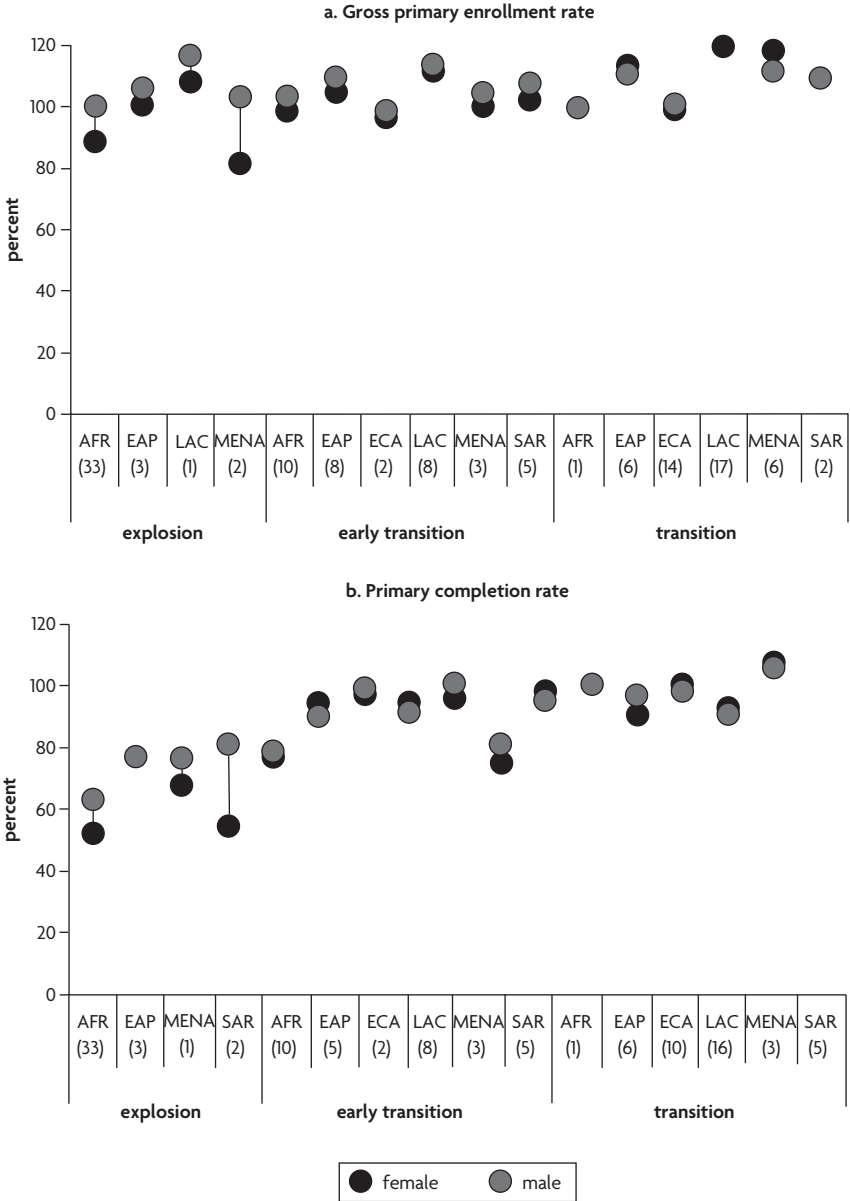 a. Gross primary enrollment rate
120
100
80
60
40
20
0
percent
AFR EAP LAC MENA AFR EAP ECA LAC MENA SAR AFR EAP ECA LAC MENA SAR
(33) (3) (1) (2) (10) (8) (2) (8) (3) (5) (1) (6) (14) (17) (6) (2)
explosion early transition transition
b. Primary completion rate
120
100
80
60
40
20
0
percent
AFR EAP MENA SAR AFR EAP ECA LAC MENA SAR AFR EAP ECA LAC MENA SAR
(33) (3) (1) (2) (10) (5) (2) (8) (3) (5) (1) (6) (10) (16) (3) (5)
explosion early transition transition
female male